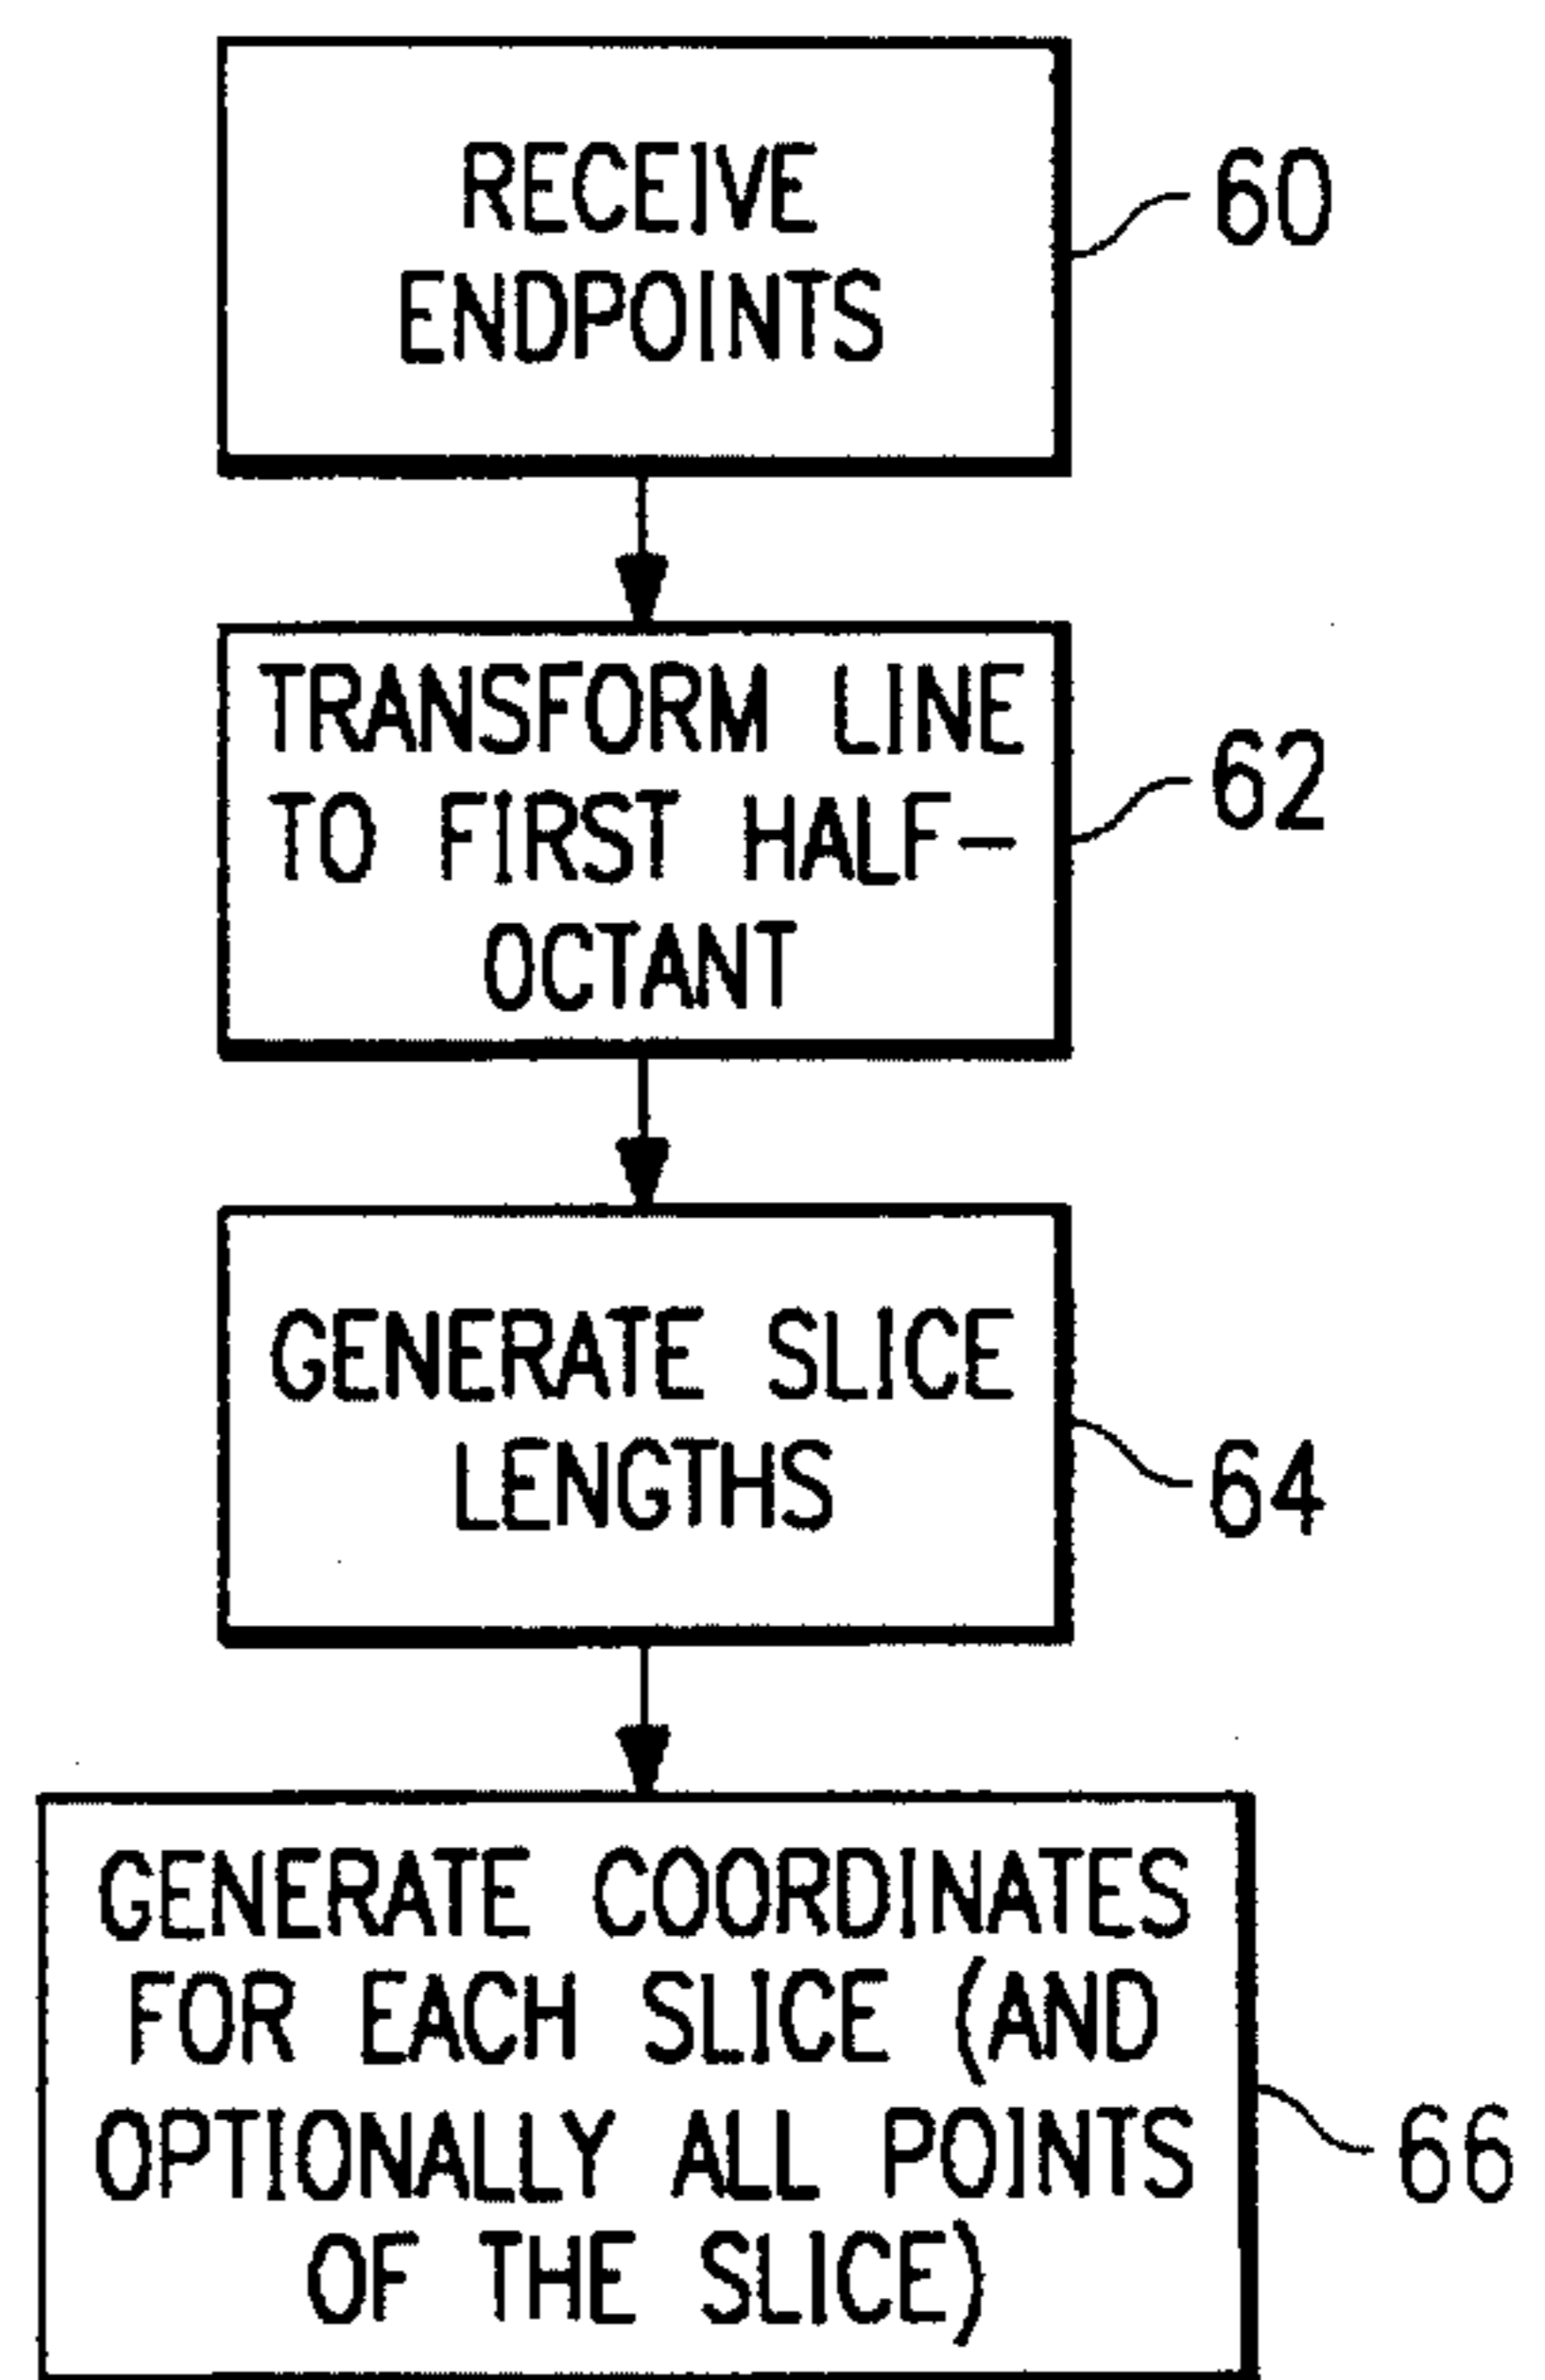 RECEIVE
ENDPOINTS
60
TRANSFORM LINE
TO FIRST HALF-
OCTANT
62
GENERATE SLICE
LENGTHS
64
GENERATE COORDINATES
FOR EACH SLICE (AND
OPTIONALLY ALL POINTS
OF THE SLICE)
66